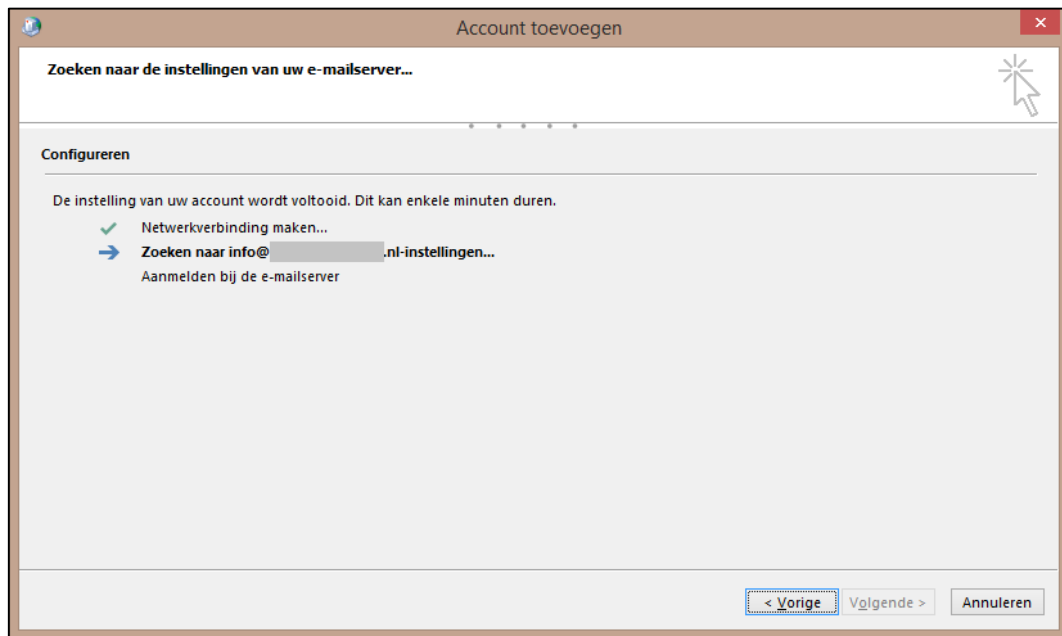 Account toevoegen
Zoeken naar de instellingen van uw e-mailserver...
Configureren
De instelling van uw account wordt voltooid. Dit kan enkele minuten duren.
Netwerkverbinding maken...
Zoeken naar info@ .nl-instellingen...
Aanmelden bij de e-mailserver
< Vorige Volgende > Annuleren